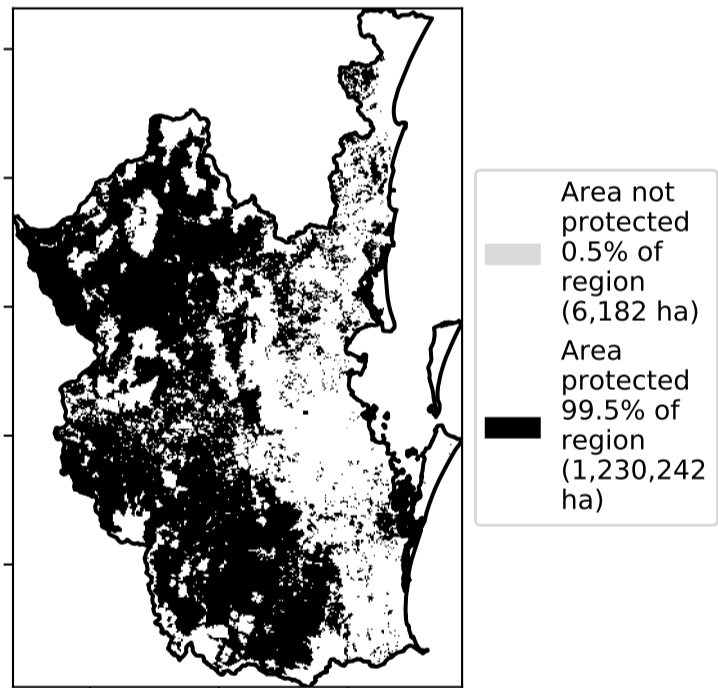 Area not
protected
0.5% of
region
(6,182 ha)
Area
protected
99.5% of
region
(1,230,242
ha)